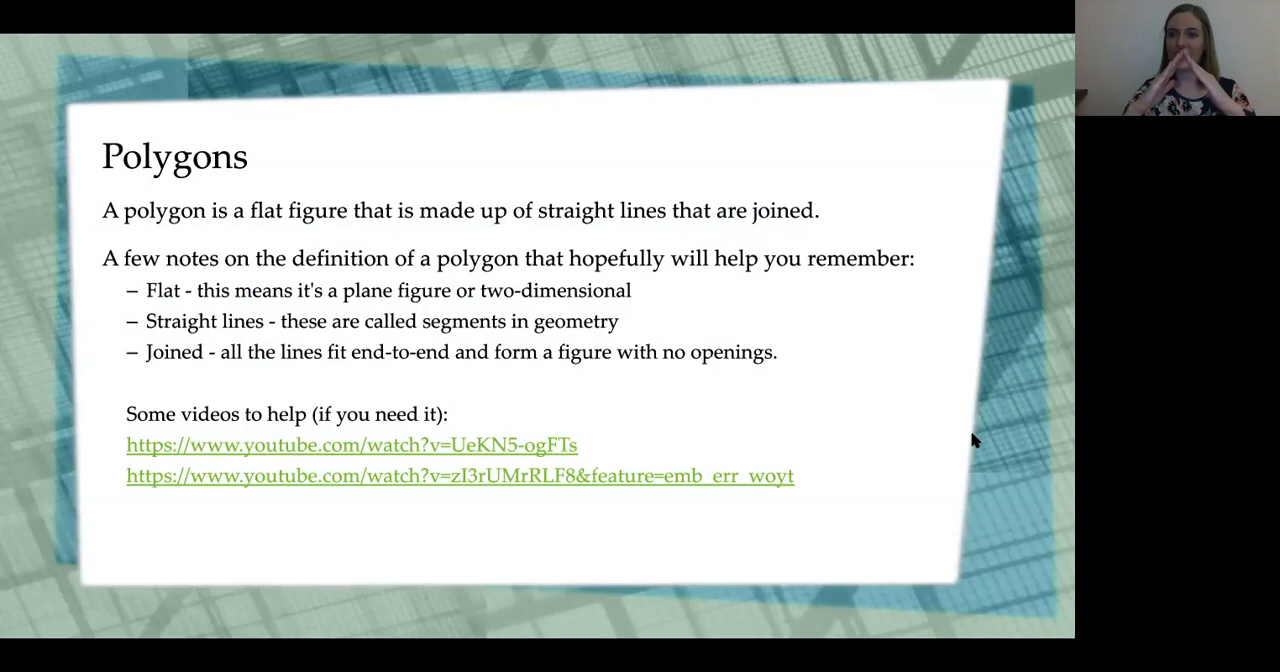 Polygons
A polygon is a flat figure that is made up of straight lines that are joined.
A few notes on the definition of a polygon that hopefully will help you remember:
– Flat - this means it's a plane figure or two-dimensional
– Straight lines - these are called segments in geometry
– Joined - all the lines fit end-to-end and form a figure with no openings.
Some videos to help (if you need it):
https://www.youtube.com/watch?v=UeKN5-ogFTs
https://www.youtube.com/watch?v=zI3rUMrRLF8&feature=emb_err_woyt